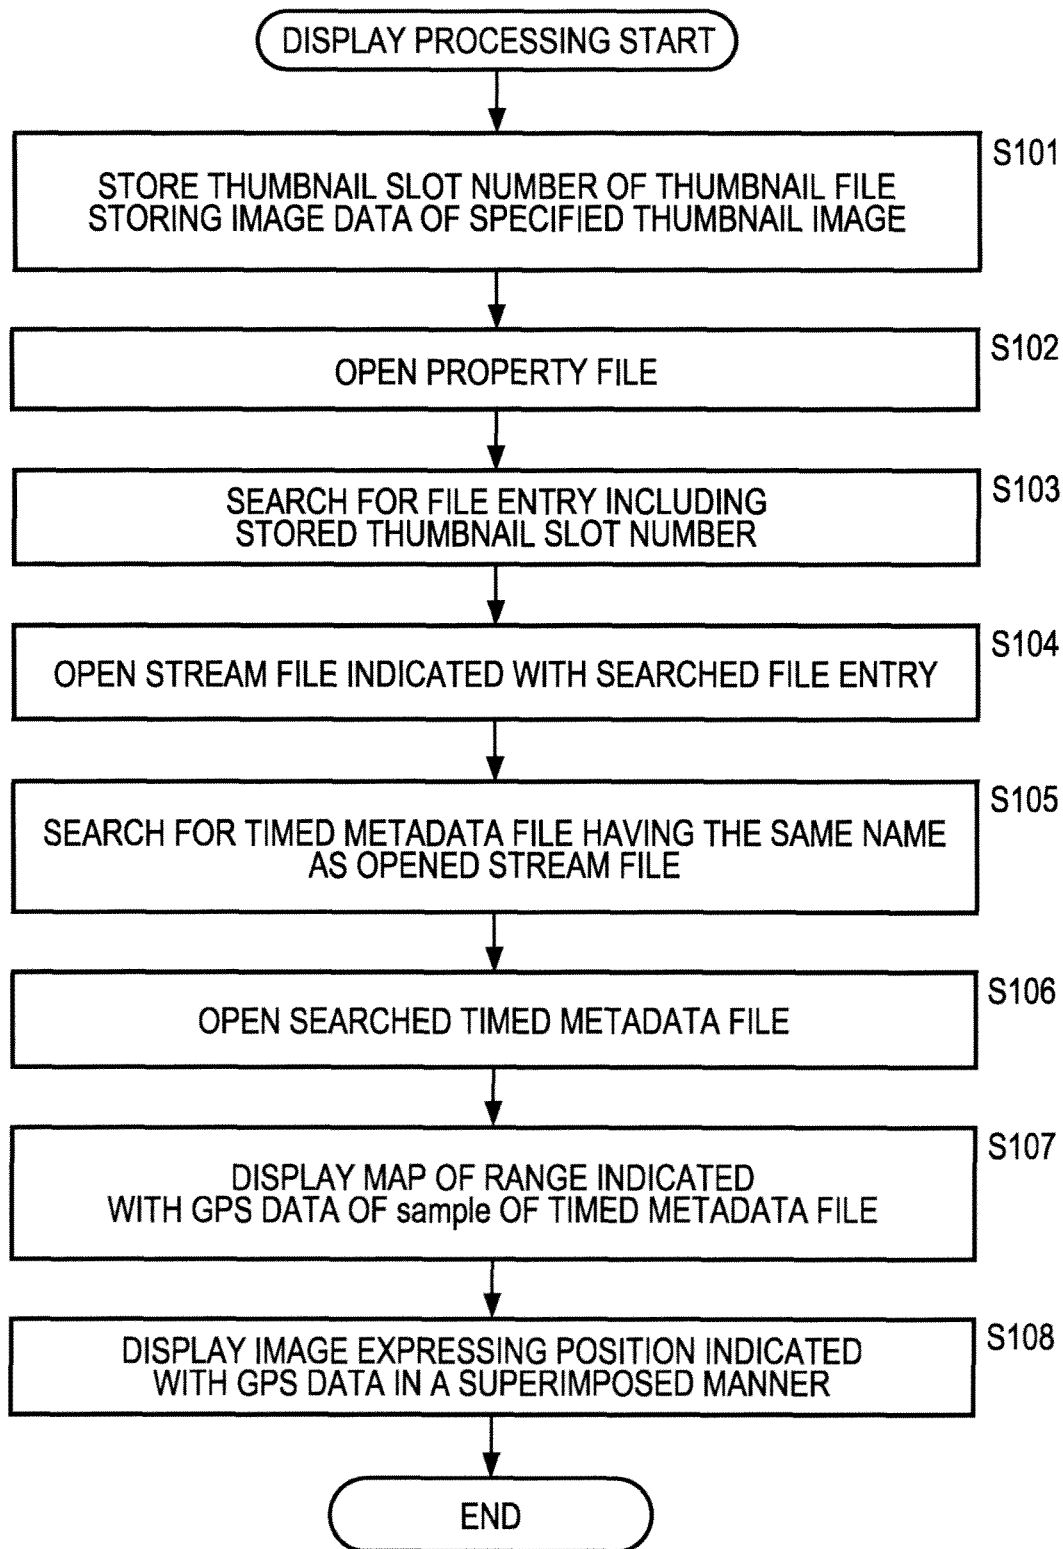 DISPLAY PROCESSING START
S101
STORE THUMBNAIL SLOT NUMBER OF THUMBNAIL FILE
STORING IMAGE DATA OF SPECIFIED THUMBNAIL IMAGE
S102
OPEN PROPERTY FILE
S103
SEARCH FOR FILE ENTRY INCLUDING
STORED THUMBNAIL SLOT NUMBER
S104
OPEN STREAM FILE INDICATED WITH SEARCHED FILE ENTRY
S105
SEARCH FOR TIMED METADATA FILE HAVING THE SAME NAME
AS OPENED STREAM FILE
S106
OPEN SEARCHED TIMED METADATA FILE
S107
DISPLAY MAP OF RANGE INDICATED
WITH GPS DATA OF sample OF TIMED METADATA FILE
S108
DISPLAY IMAGE EXPRESSING POSITION INDICATED
WITH GPS DATA IN A SUPERIMPOSED MANNER
END